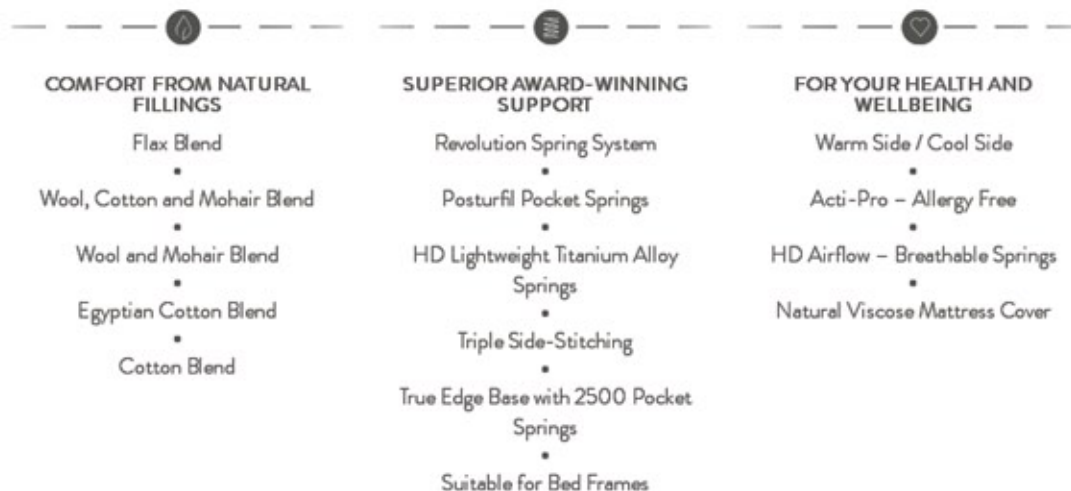 COMFORT FROM NATURAL
FILLINGS
Flax Blend
Wool, Cotton and Mohair Blend
Wool and Mohair Blend
Egyptian Cotton Blend
Cotton Blend
SUPERIOR AWARD-WINNING
SUPPORT
Revolution Spring System
Posturfil Pocket Springs
HD Lightweight Titanium Alloy
Springs
Triple Side-Stitching
True Edge Base with 2500 Pocket
Springs
Suitable for Bed Frames
FOR YOUR HEALTH AND
WELLBEING
Warm Side / Cool Side
Acti-Pro – Allergy Free
HD Airflow – Breathable Springs
Natural Viscose Mattress Cover